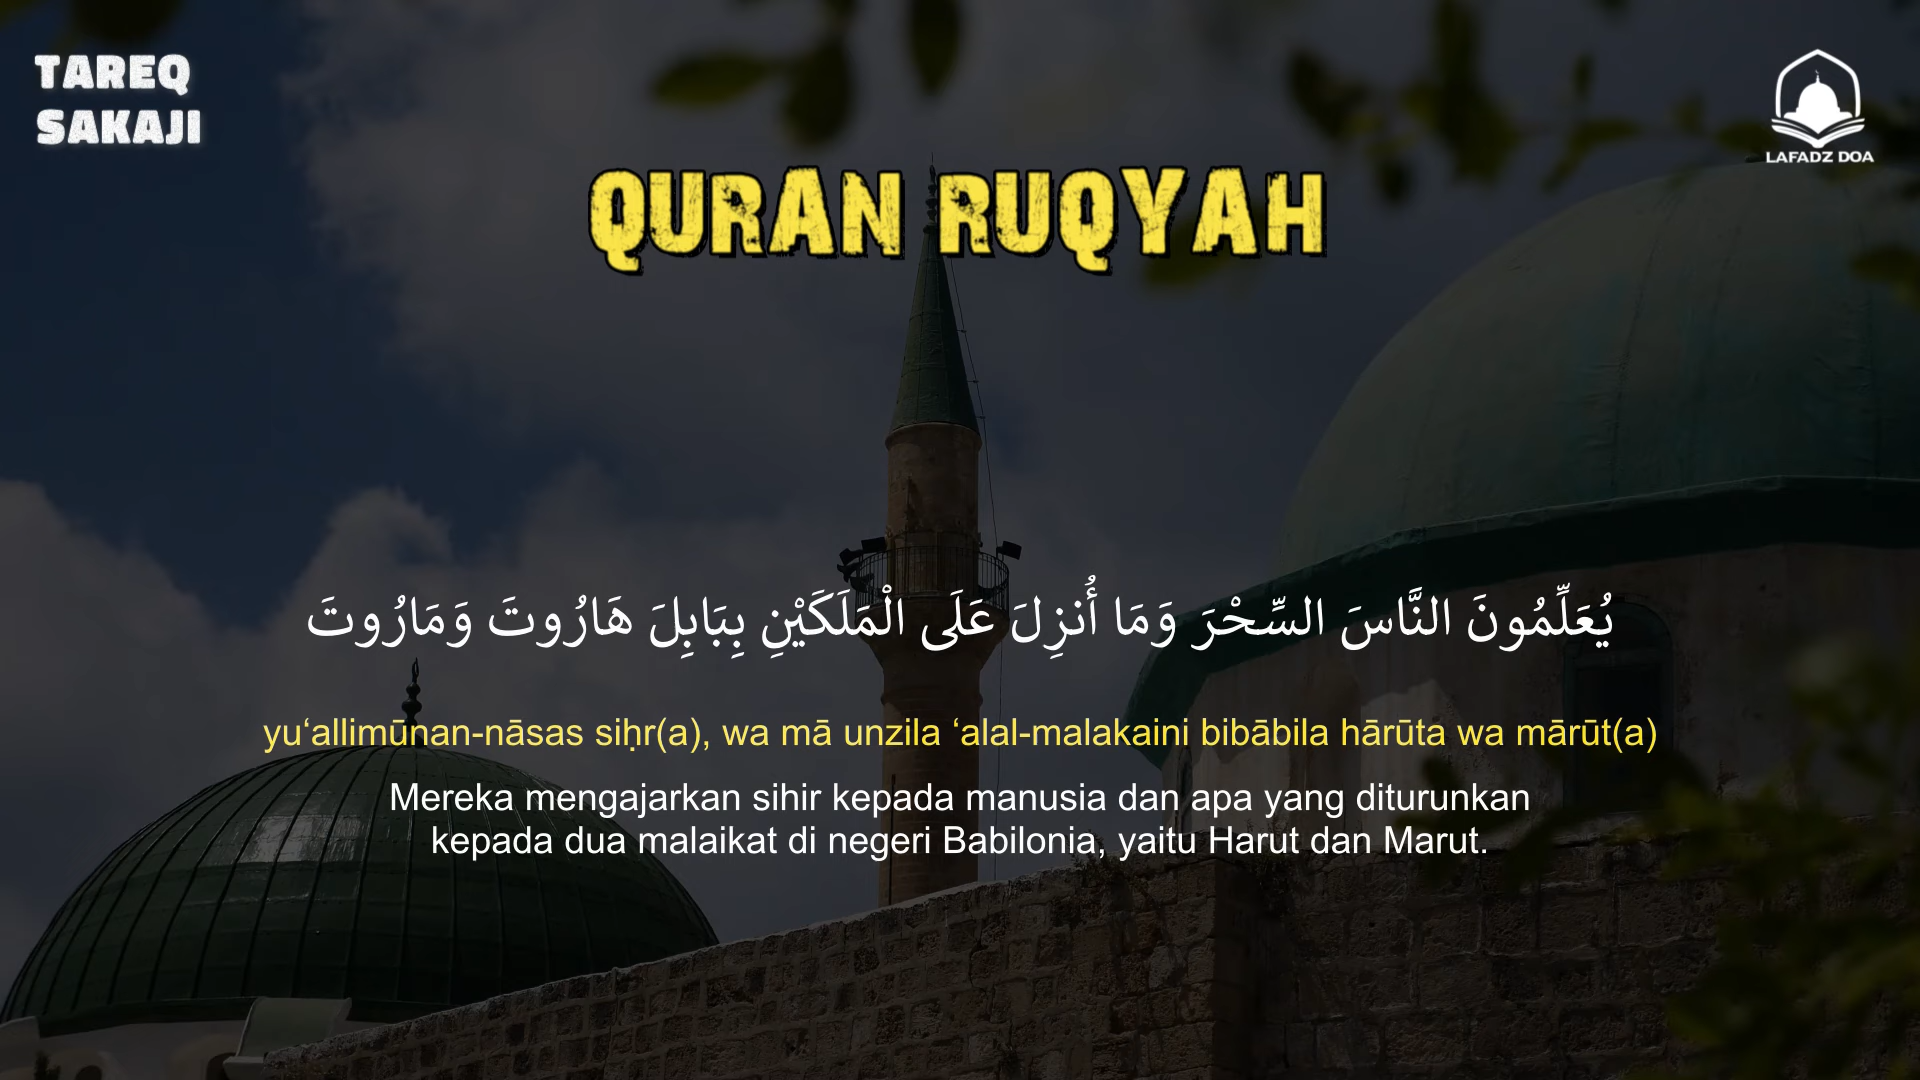 TAREQ
SAKAJI
LAFADZ DOA
QURAN RUQYAH
يُعَلِّمُونَ النَّاسَ السِّحْرَ وَمَا أُنزِلَ عَلَى الْمَلَكَيْنِ بِبَابِلَ هَارُوتَ وَمَارُوتَ
yu‘allimūnan-nāsas siḥr(a), wa mā unzila ‘alal-malakaini bibābila hārūta wa mārūt(a)
Mereka mengajarkan sihir kepada manusia dan apa yang diturunkan
kepada dua malaikat di negeri Babilonia, yaitu Harut dan Marut.